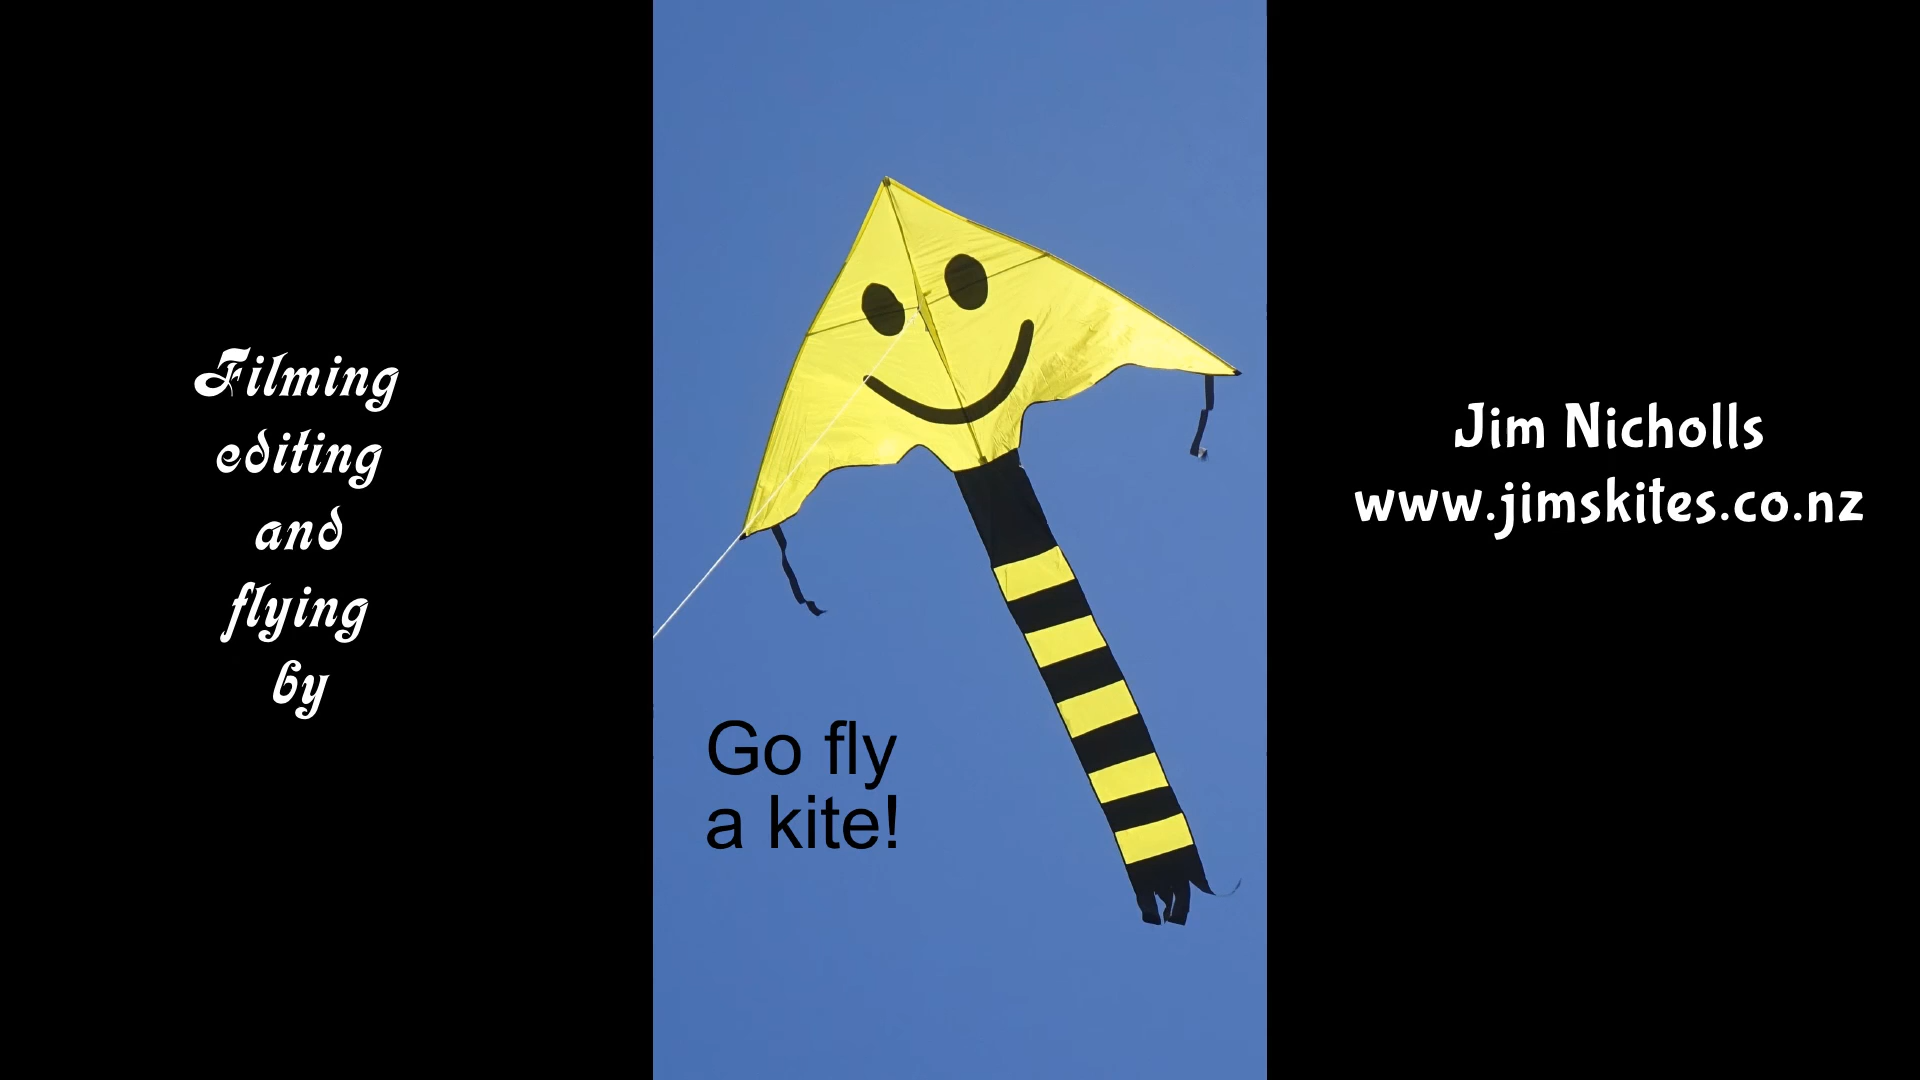 Filming
editing
and
flying
by
Go fly
a kite!
Jim Nicholls
www.jimskites.co.nz